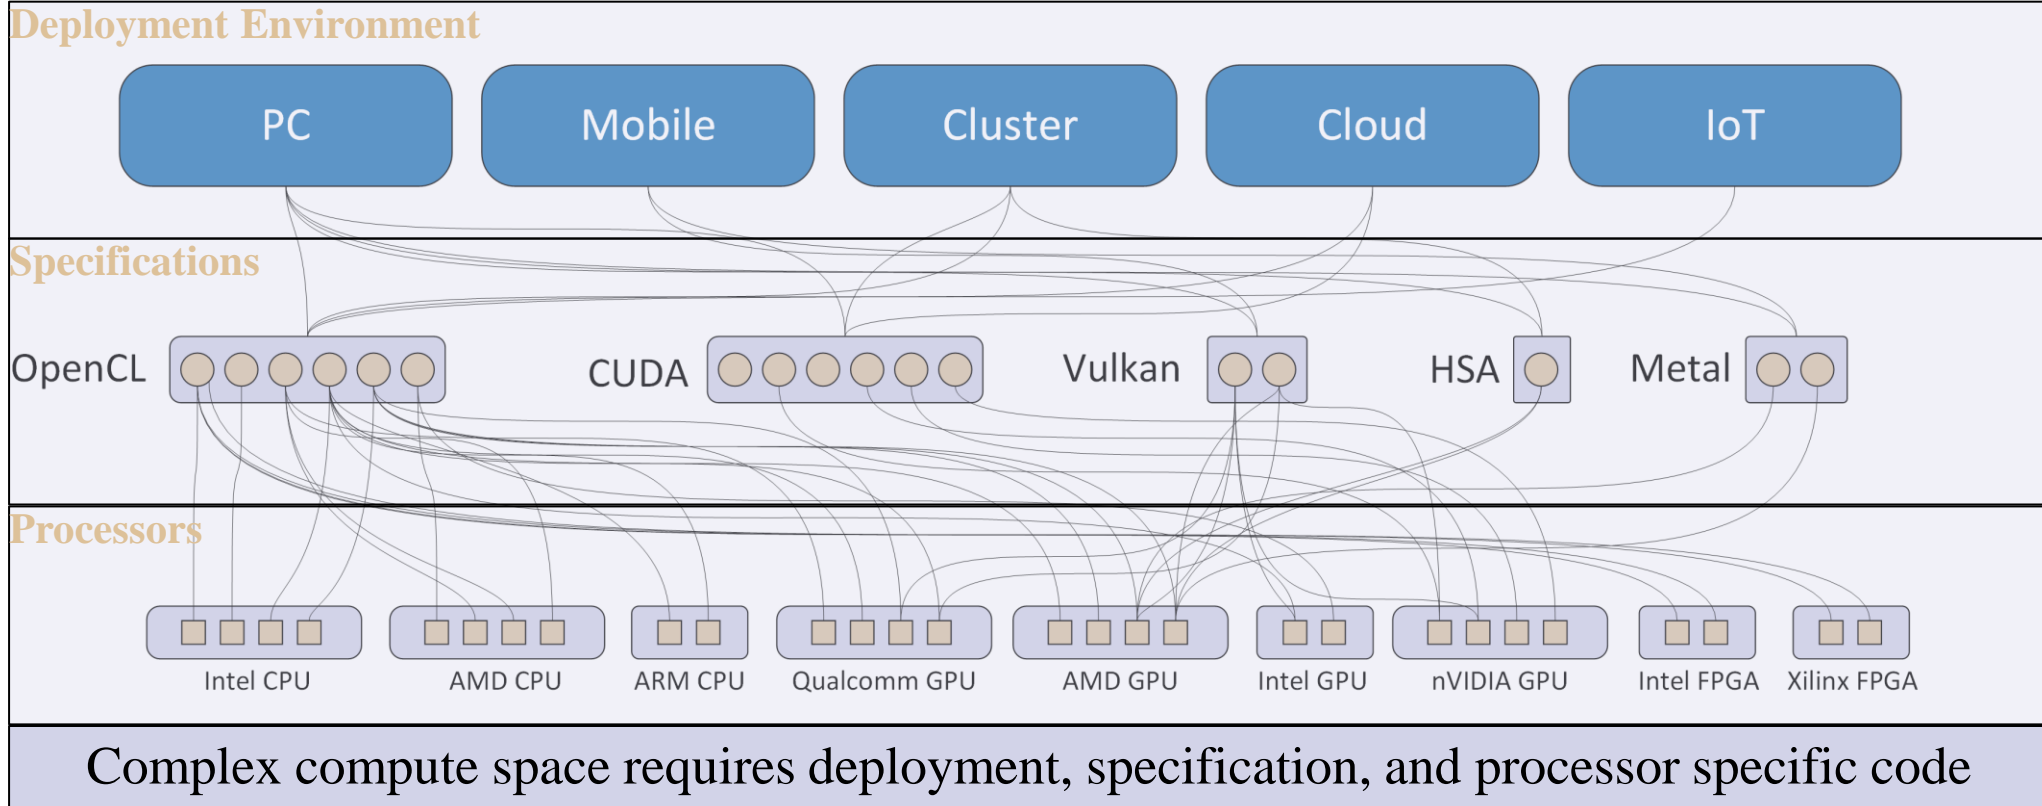 Deployment Environment
PC Mobile Cluster Cloud IoT
Specifications
OpenCL CUDA Vulkan HSA Metal
Processors
Intel CPU AMD CPU ARM CPU Qualcomm GPU AMD GPU Intel GPU nVIDIA GPU Intel FPGA Xilinx FPGA
Complex compute space requires deployment, specification, and processor specific code